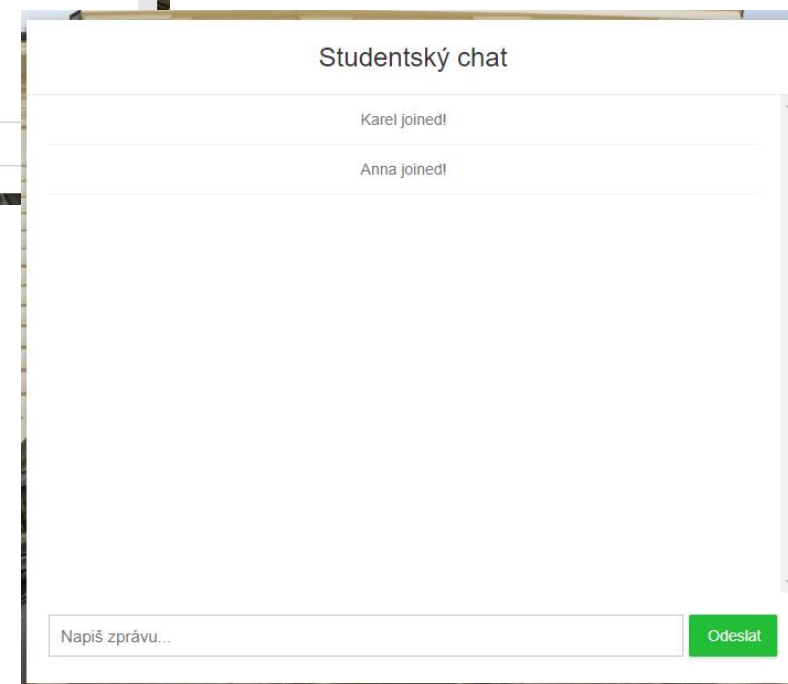 Studentský chat
Karel joined!
Anna joined!
Napiš zprávu...
Odeslat